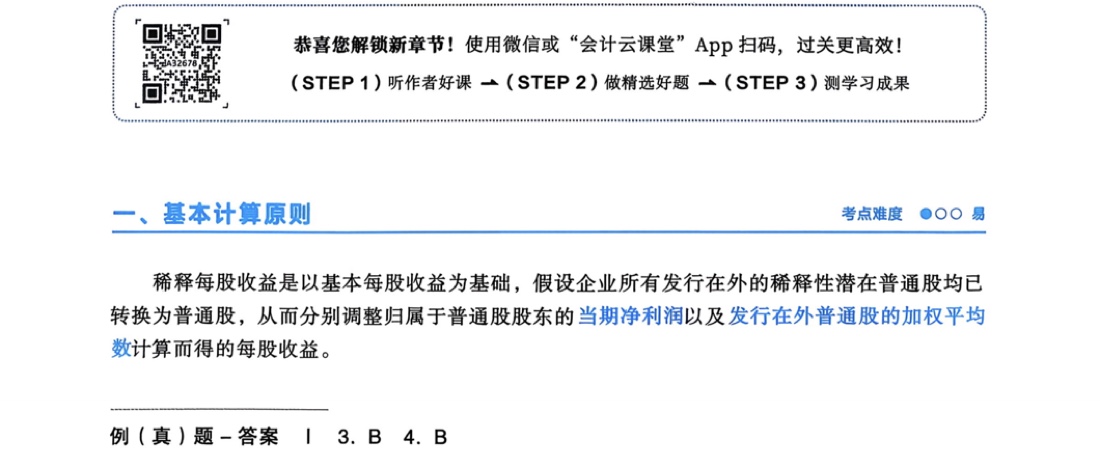 JA32678
恭喜您解锁新章节！使用微信或“会计云课堂”App 扫码，过关更高效！
（STEP 1）听作者好课 ⇀（STEP 2）做精选好题 ⇀（STEP 3）测学习成果
一、基本计算原则
考点难度 ●○○ 易
稀释每股收益是以基本每股收益为基础，假设企业所有发行在外的稀释性潜在普通股均已
转换为普通股，从而分别调整归属于普通股股东的当期净利润以及发行在外普通股的加权平均
数计算而得的每股收益。
例（真）题－答案 | 3. B 4. B